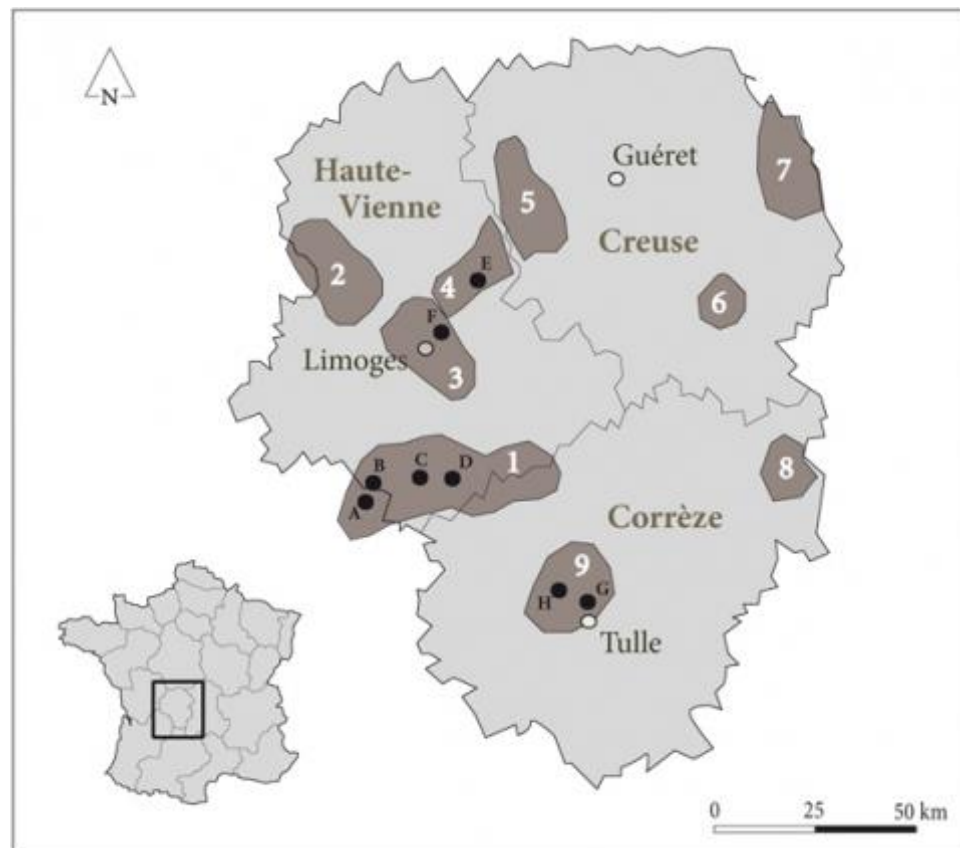 N
Haute-
Vienne
Guéret
Creuse
7
5
2
4
E
6
F
Limoges
3
1
B
C
D
A
8
Corrèze
9
H
G
Tulle
0 25 50 km